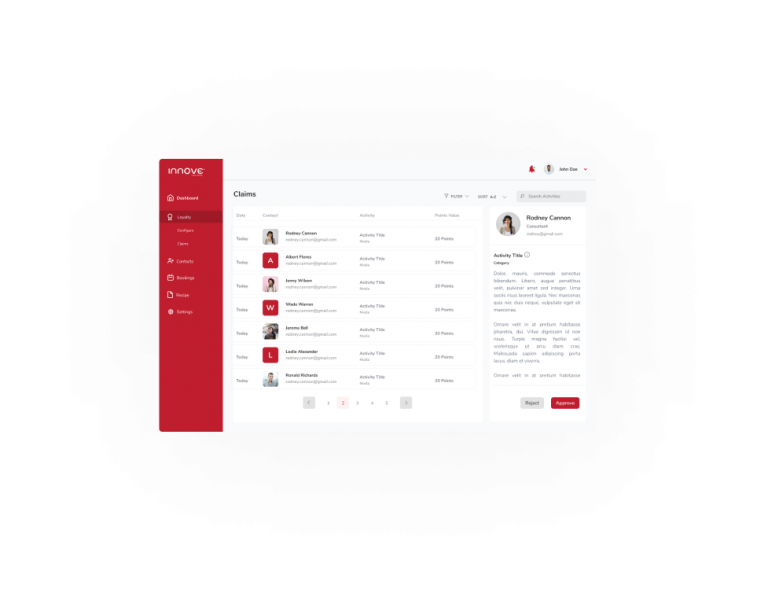 INNOVE
John Doe
Dashboard
Loyalty
Configure
Claims
Contacts
Bookings
Recipe
Settings
Claims
FILTER
SORT
Search Activities
Date Contact Activity Points Value
Today
Rodney Cannon
rodney.cannon@gmail.com
Activity Title
Media
20 Points
Today
A
Albert Flores
rodney.cannon@gmail.com
Activity Title
Media
20 Points
Today
Jenny Wilson
rodney.cannon@gmail.com
Activity Title
Media
20 Points
Today
W
Wade Warren
rodney.cannon@gmail.com
Activity Title
Media
20 Points
Today
Jerome Bell
rodney.cannon@gmail.com
Activity Title
Media
20 Points
Today
L
Leslie Alexander
rodney.cannon@gmail.com
Activity Title
Media
20 Points
Today
Ronald Richards
rodney.cannon@gmail.com
Activity Title
Media
20 Points
1 2 3 4 5
Rodney Cannon
Consultant
rodney@gmail.com
Activity Title
Category
Dolor, mauris, commodo senectus
bibendum. Libero, augue penatibus
velit, pulvinar amet sed integer. Urna
sociis risus laoreet ligula. Nec maecenas
quis nec duis neque, vulputate eget sit
maecenas.
Ornare velit in at pretium habitasse
pharetra, dui. Vitae dignissim id non
risus. Turpis magna facilisi vel
scelerisque id arcu diam cras.
Malesuada sapien adipiscing porta
lacus, diam et viverra.
Ornare velit in at pretium habitasse
Reject
Approve